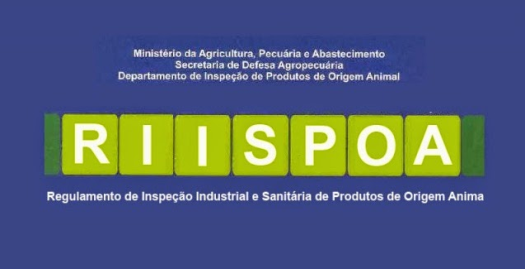 Ministério da Agricultura, Pecuária e Abastecimento
Secretaria de Defesa Agropecuária
Departamento de Inspeção de Produtos de Origem Animal
RIISPOA
Regulamento de Inspeção Industrial e Sanitária de Produtos de Origem Anima